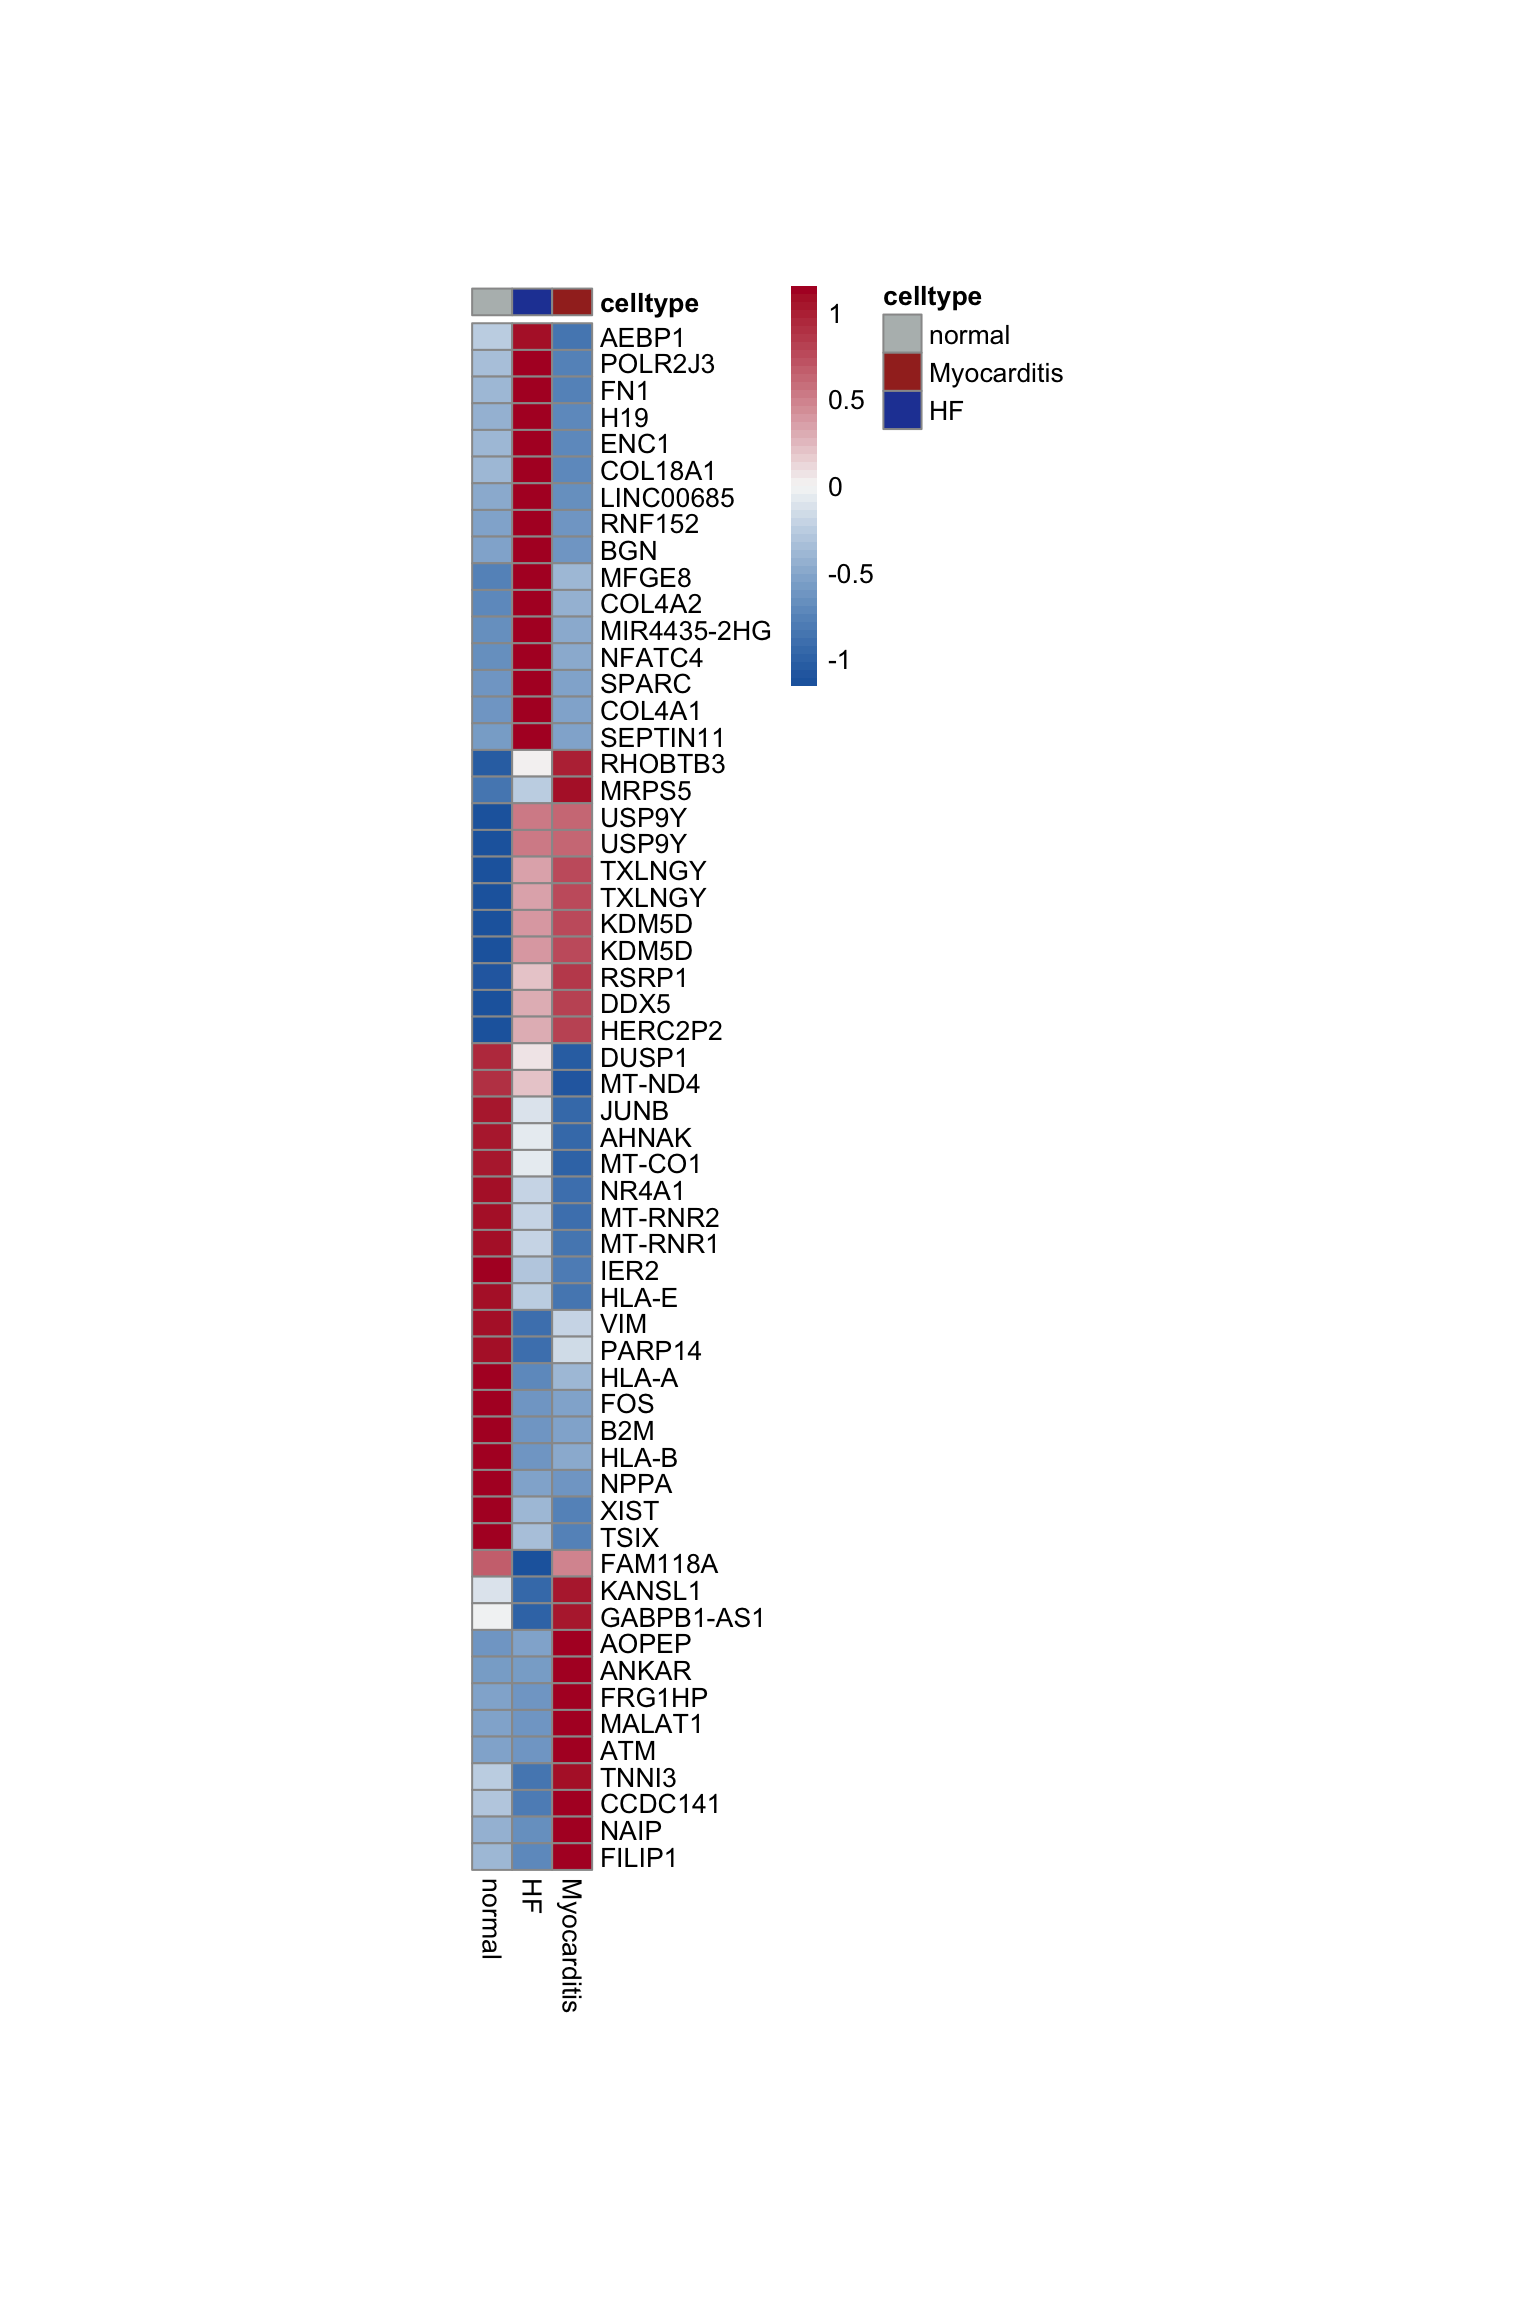 celltype
AEBP1
POLR2J3
FN1
H19
ENC1
COL18A1
LINC00685
RNF152
BGN
MFGE8
COL4A2
MIR4435-2HG
NFATC4
SPARC
COL4A1
SEPTIN11
RHOBTB3
MRPS5
USP9Y
USP9Y
TXLNGY
TXLNGY
KDM5D
KDM5D
RSRP1
DDX5
HERC2P2
DUSP1
MT-ND4
JUNB
AHNAK
MT-CO1
NR4A1
MT-RNR2
MT-RNR1
IER2
HLA-E
VIM
PARP14
HLA-A
FOS
B2M
HLA-B
NPPA
XIST
TSIX
FAM118A
KANSL1
GABPB1-AS1
AOPEP
ANKAR
FRG1HP
MALAT1
ATM
TNNI3
CCDC141
NAIP
FILIP1
normal
HF
Myocarditis
1
0.5
0
-0.5
-1
celltype
normal
Myocarditis
HF